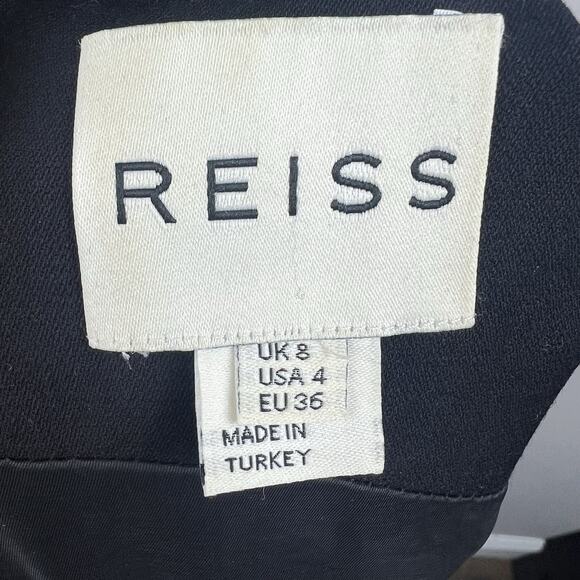 REISS
UK 8
USA 4
EU 36
MADE IN
TURKEY